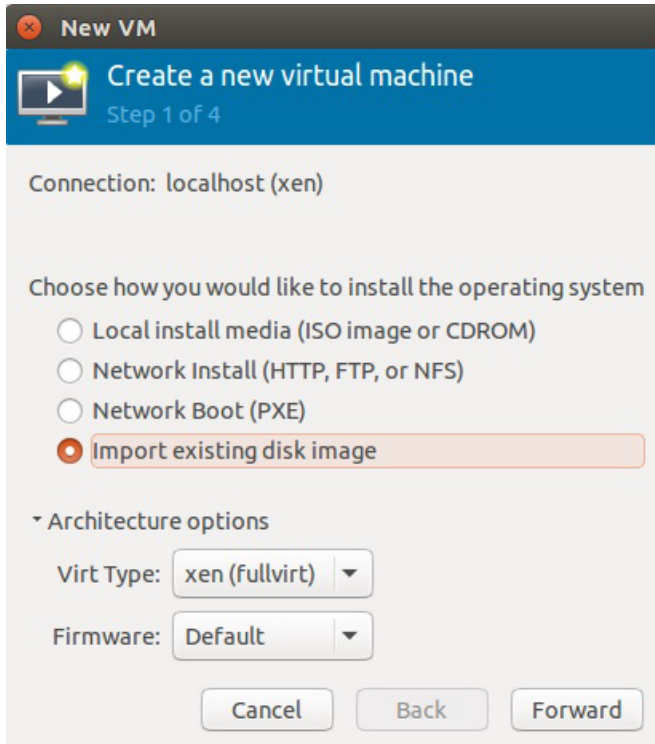 New VM
Create a new virtual machine
Step 1 of 4
Connection: localhost (xen)
Choose how you would like to install the operating system
Local install media (ISO image or CDROM)
Network Install (HTTP, FTP, or NFS)
Network Boot (PXE)
Import existing disk image
Architecture options
Virt Type: xen (fullvirt)
Firmware: Default
Cancel Back Forward